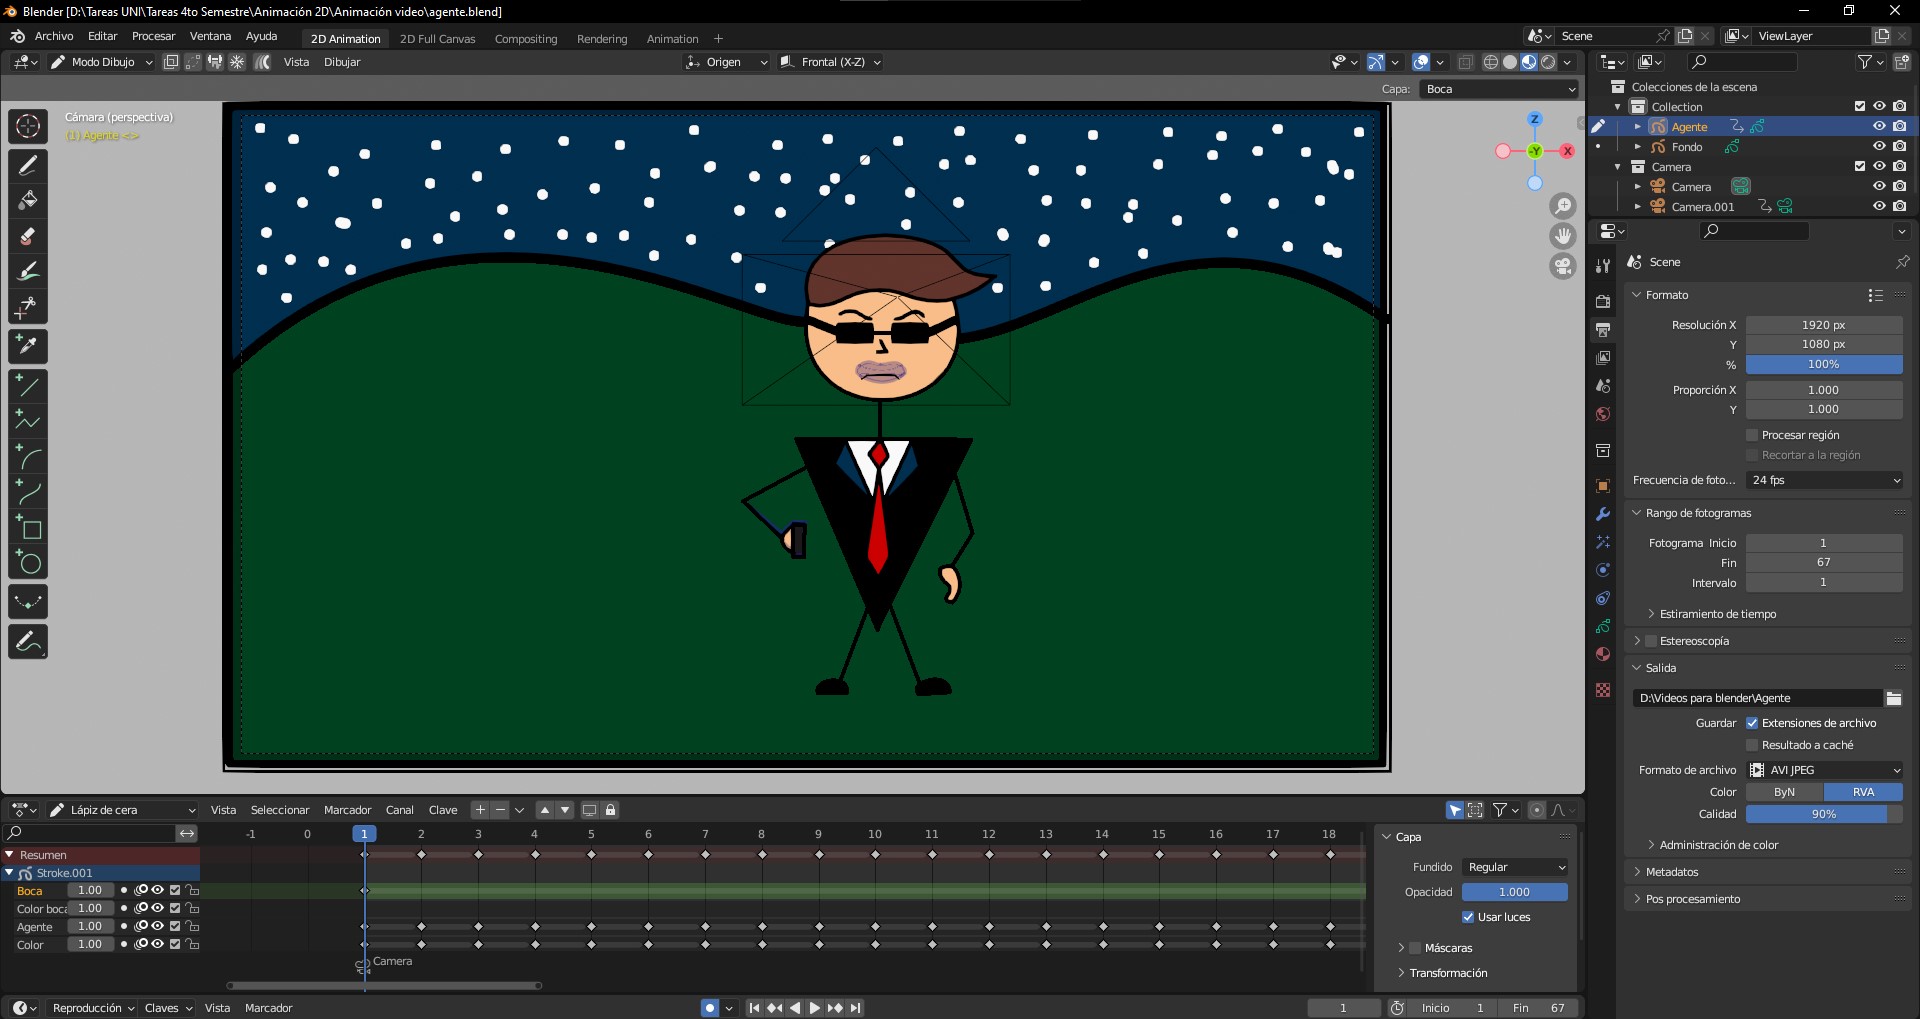 Blender [D:\Tareas UNI\Tareas 4to Semestre\Animación 2D\Animación video\agente.blend]
Archivo Editar Procesar Ventana Ayuda 2D Animation 2D Full Canvas Compositing Rendering Animation + Scene ViewLayer
Modo Dibujo Vista Dibujar Origen Frontal (X-Z)
Capa: Boca
Cámara (perspectiva)
(1) Agente <>
Z
-Y X
Colecciones de la escena
Collection
Agente
Fondo
Camera
Camera
Camera.001
Scene
Formato
Resolución X 1920 px
Y 1080 px
% 100%
Proporción X 1.000
Y 1.000
Procesar región
Recortar a la región
Frecuencia de foto... 24 fps
Rango de fotogramas
Fotograma Inicio 1
Fin 67
Intervalo 1
Estiramiento de tiempo
Estereoscopía
Salida
D:\Videos para blender\Agente
Guardar Extensiones de archivo
Resultado a caché
Formato de archivo AVI JPEG
Color ByN RVA
Calidad 90%
Administración de color
Metadatos
Pos procesamiento
Lápiz de cera Vista Seleccionar Marcador Canal Clave
-1 0 1 2 3 4 5 6 7 8 9 10 11 12 13 14 15 16 17 18
Resumen
Stroke.001
Boca 1.00
Color boca 1.00
Agente 1.00
Color 1.00
Camera
Capa
Fundido Regular
Opacidad 1.000
Usar luces
Máscaras
Transformación
Reproducción Claves Vista Marcador 1 Inicio 1 Fin 67